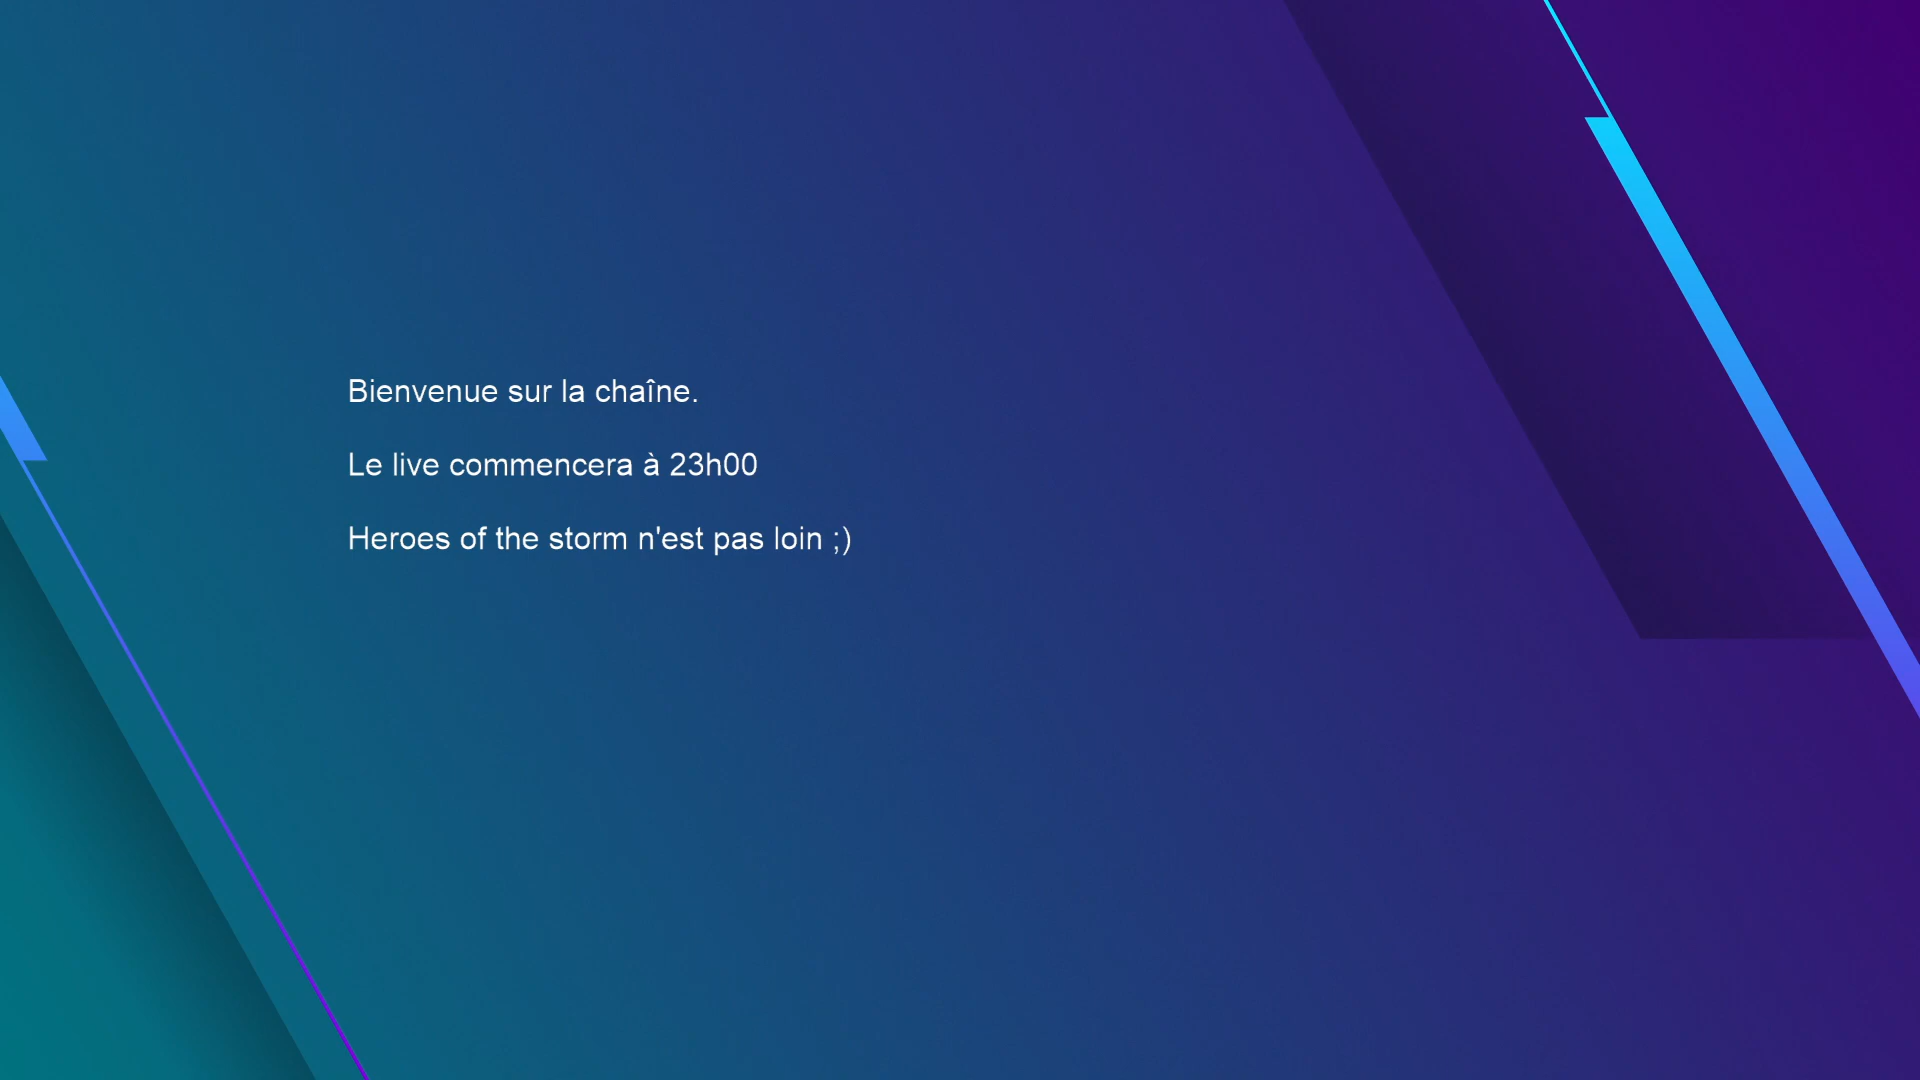 Bienvenue sur la chaîne.
Le live commencera à 23h00
Heroes of the storm n'est pas loin ;)